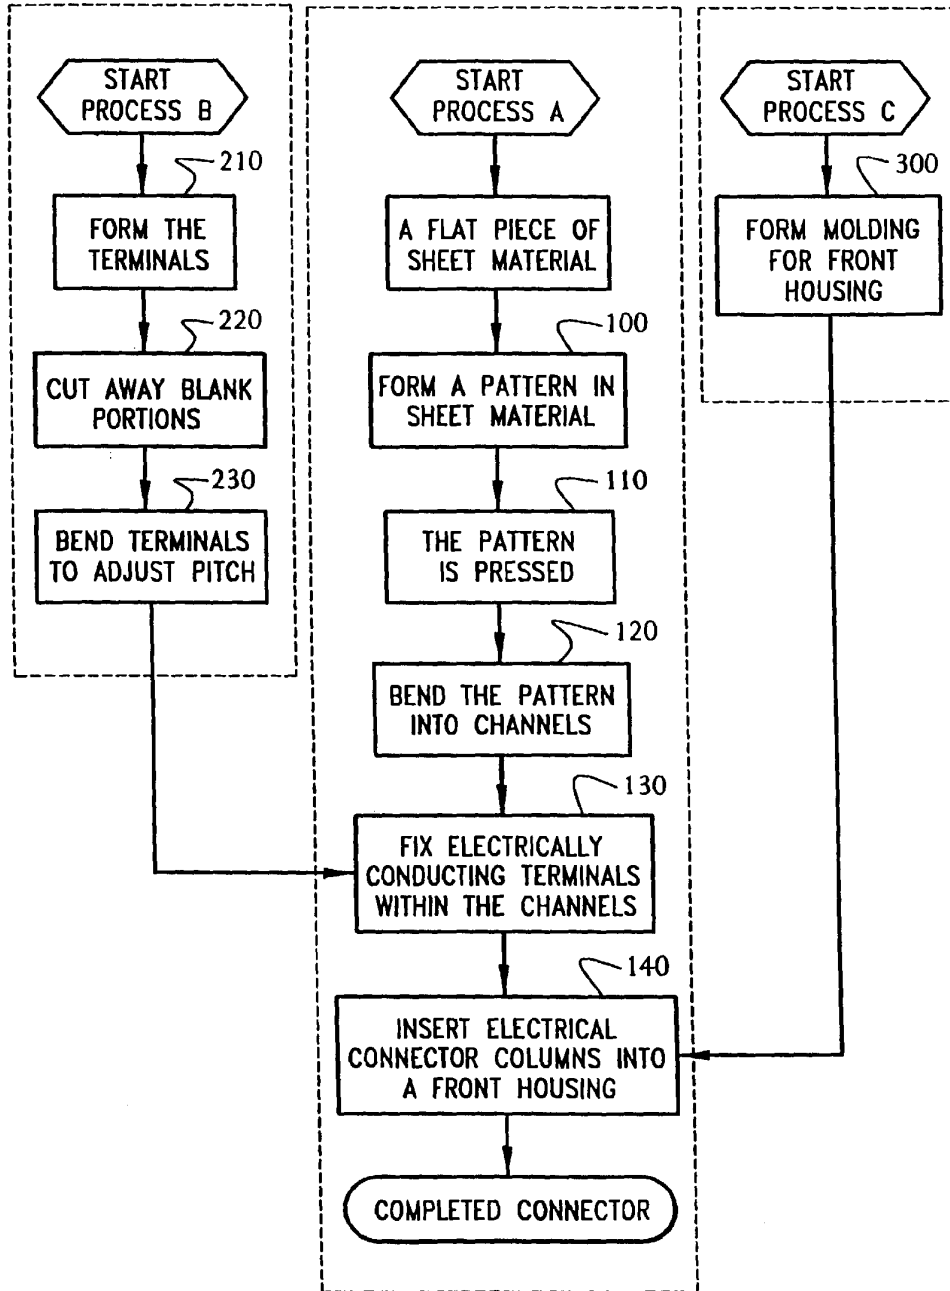 START
PROCESS B
210
FORM THE
TERMINALS
220
CUT AWAY BLANK
PORTIONS
230
BEND TERMINALS
TO ADJUST PITCH
START
PROCESS A
A FLAT PIECE OF
SHEET MATERIAL
100
FORM A PATTERN IN
SHEET MATERIAL
110
THE PATTERN
IS PRESSED
120
BEND THE PATTERN
INTO CHANNELS
130
FIX ELECTRICALLY
CONDUCTING TERMINALS
WITHIN THE CHANNELS
140
INSERT ELECTRICAL
CONNECTOR COLUMNS INTO
A FRONT HOUSING
COMPLETED CONNECTOR
START
PROCESS C
300
FORM MOLDING
FOR FRONT
HOUSING